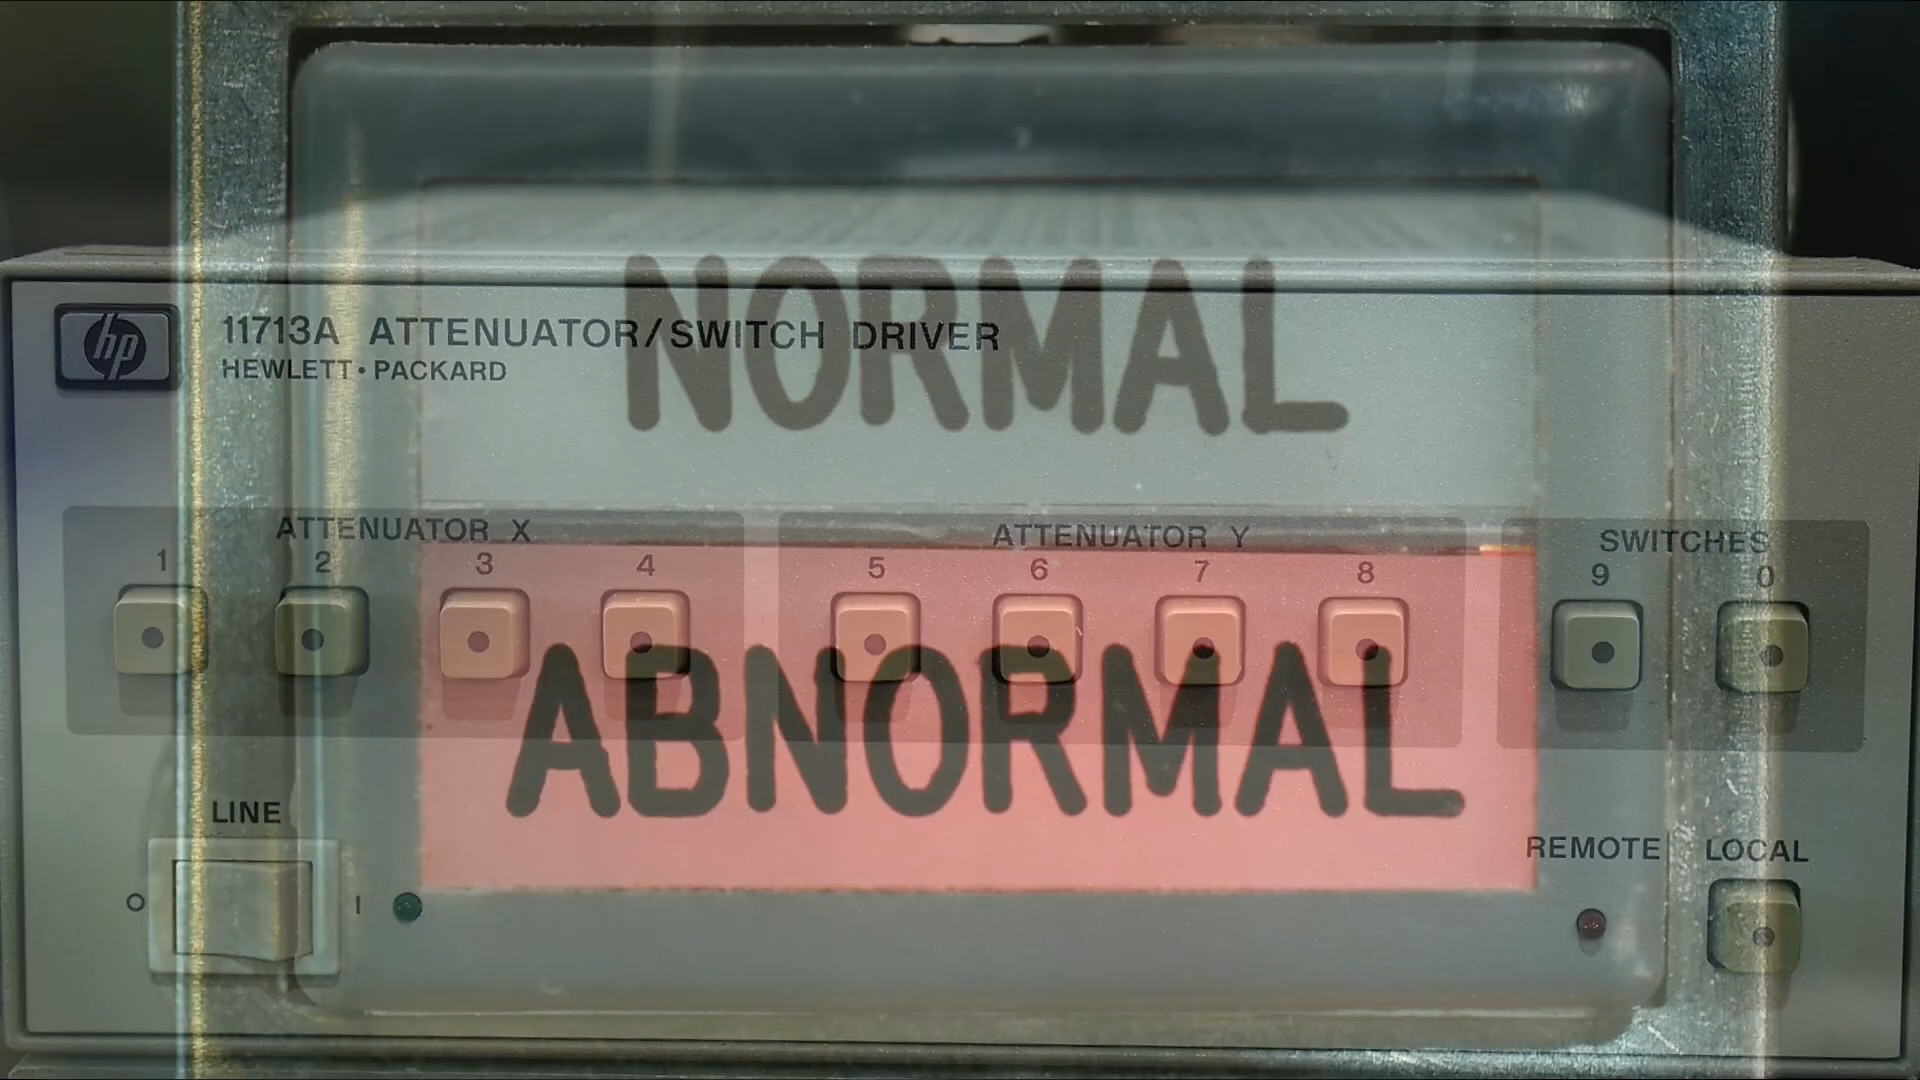 NORMAL
hp 11713A ATTENUATOR/SWITCH DRIVER
HEWLETT•PACKARD
ATTENUATOR X
ATTENUATOR Y
SWITCHES
1 2 3 4 5 6 7 8 9 0
ABNORMAL
LINE
REMOTE LOCAL
O I